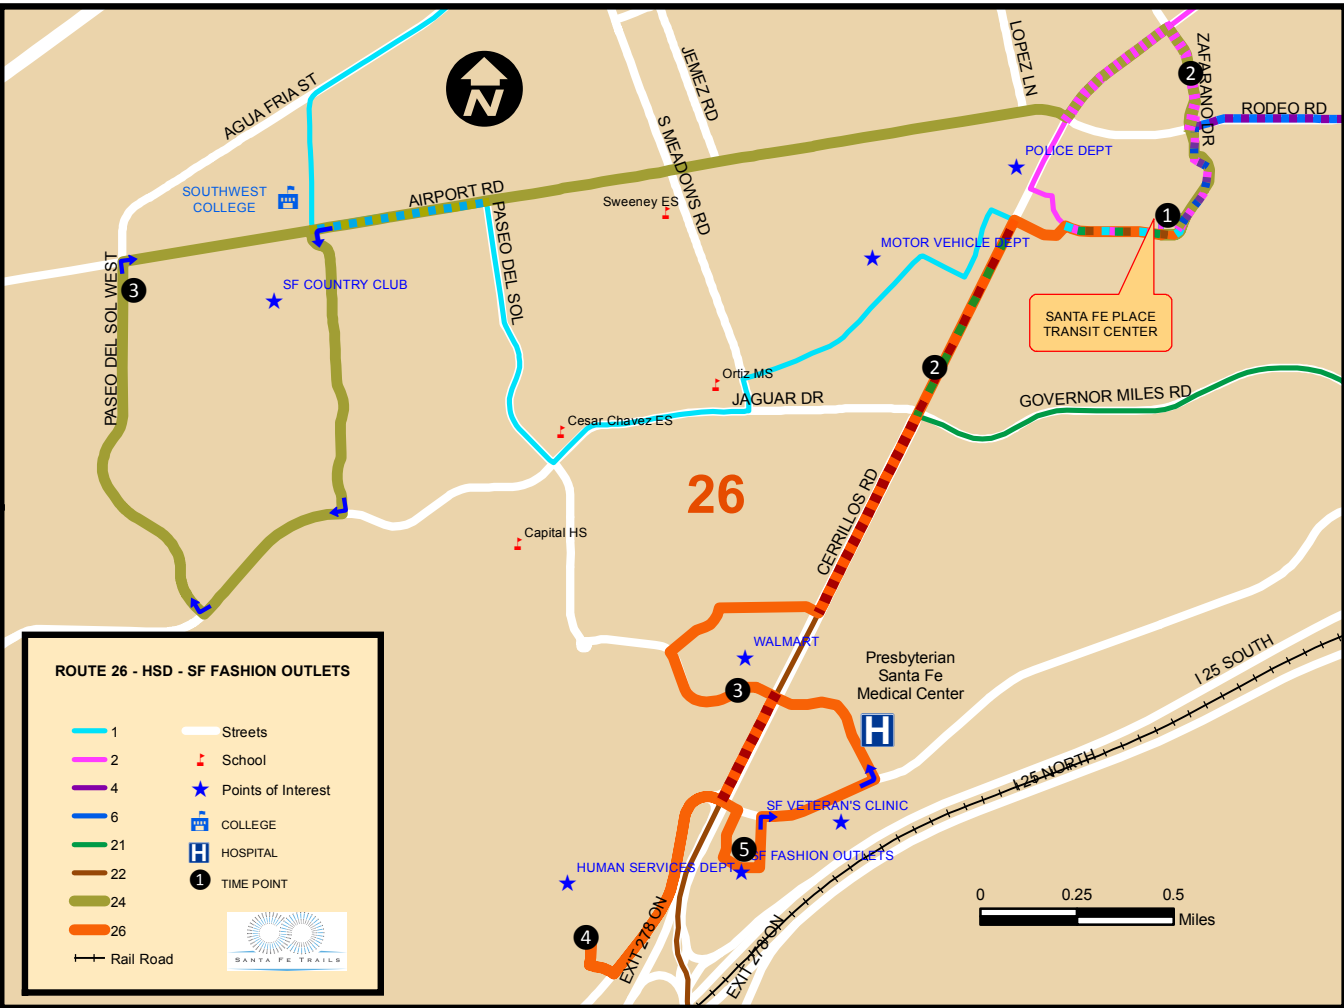 LOPEZ LN
ZAFARANO DR
2
JEMEZ RD
AGUA FRIA ST
N
RODEO RD
S MEADOWS RD
POLICE DEPT
SOUTHWEST
COLLEGE
AIRPORT RD
Sweeney ES
1
PASEO DEL SOL
MOTOR VEHICLE DEPT
PASEO DEL SOL WEST
3
SF COUNTRY CLUB
SANTA FE PLACE
TRANSIT CENTER
2
Ortiz MS
JAGUAR DR
GOVERNOR MILES RD
Cesar Chavez ES
26
CERRILLOS RD
Capital HS
WALMART
Presbyterian
Santa Fe
Medical Center
H
3
I 25 SOUTH
I 25 NORTH
SF VETERAN'S CLINIC
5
SF FASHION OUTLETS
HUMAN SERVICES DEPT
4
EXIT 278 ON
EXIT 278 ON
0 0.25 0.5
Miles
ROUTE 26 - HSD - SF FASHION OUTLETS
1
2
4
6
21
22
24
26
Rail Road
Streets
School
Points of Interest
COLLEGE
H HOSPITAL
1 TIME POINT
SANTA FE TRAILS